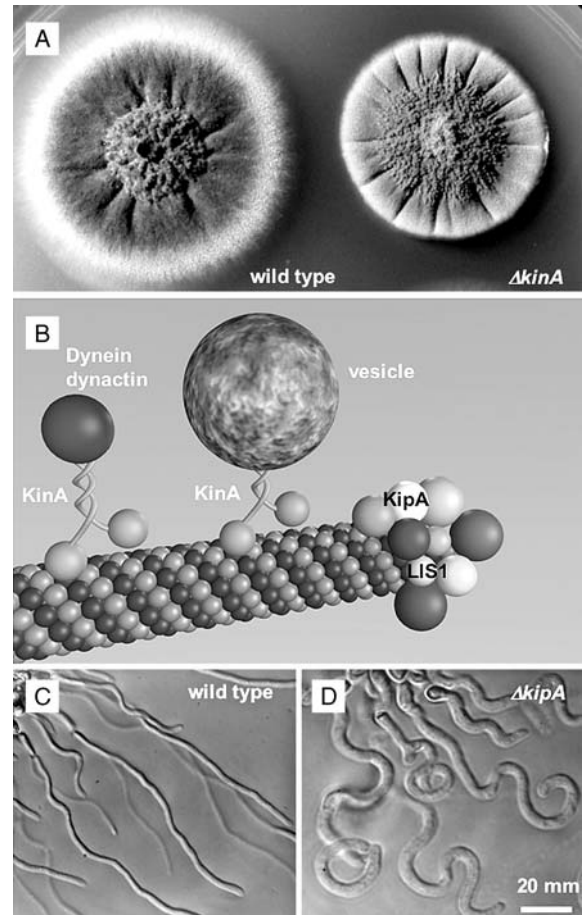 A
wild type
ΔkinA
B
Dynein
dynactin
vesicle
KinA
KinA
KipA
LIS1
C
wild type
D
ΔkipA
20 mm